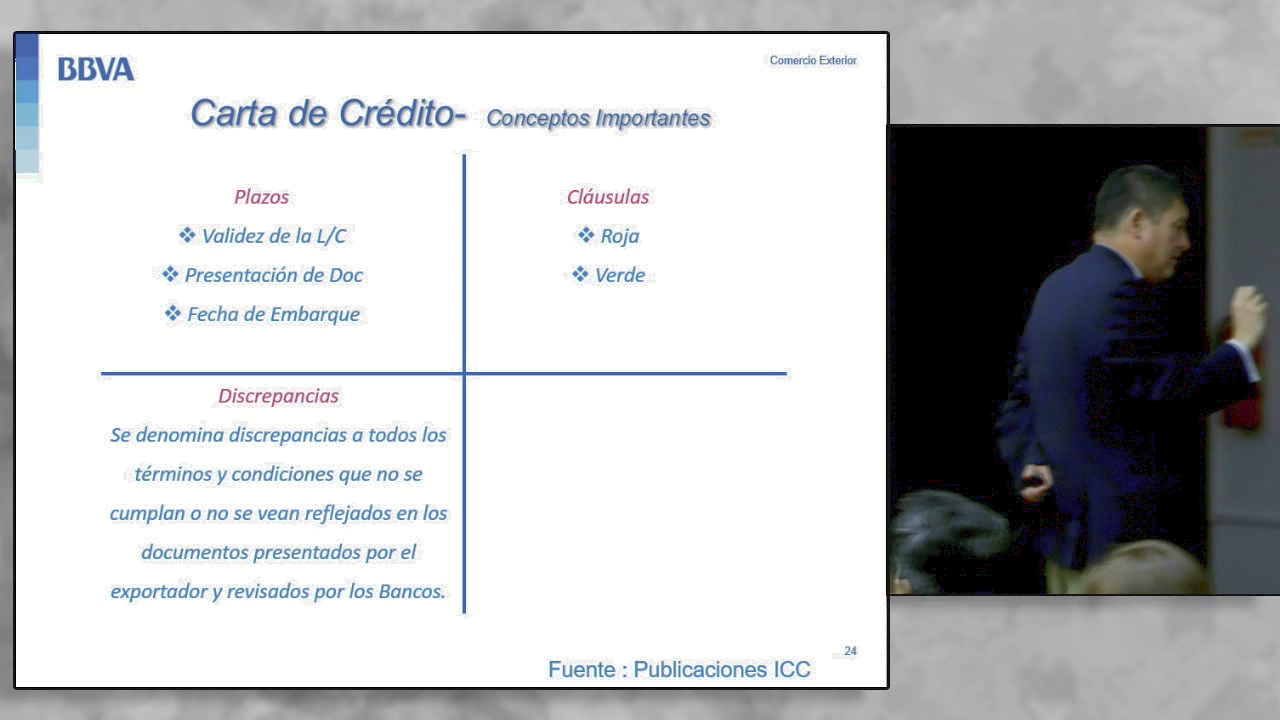 BBVA
Comercio Exterior
Carta de Crédito- Conceptos Importantes
Plazos
❖ Validez de la L/C
❖ Presentación de Doc
❖ Fecha de Embarque
Cláusulas
❖ Roja
❖ Verde
Discrepancias
Se denomina discrepancias a todos los
términos y condiciones que no se
cumplan o no se vean reflejados en los
documentos presentados por el
exportador y revisados por los Bancos.
24
Fuente : Publicaciones ICC